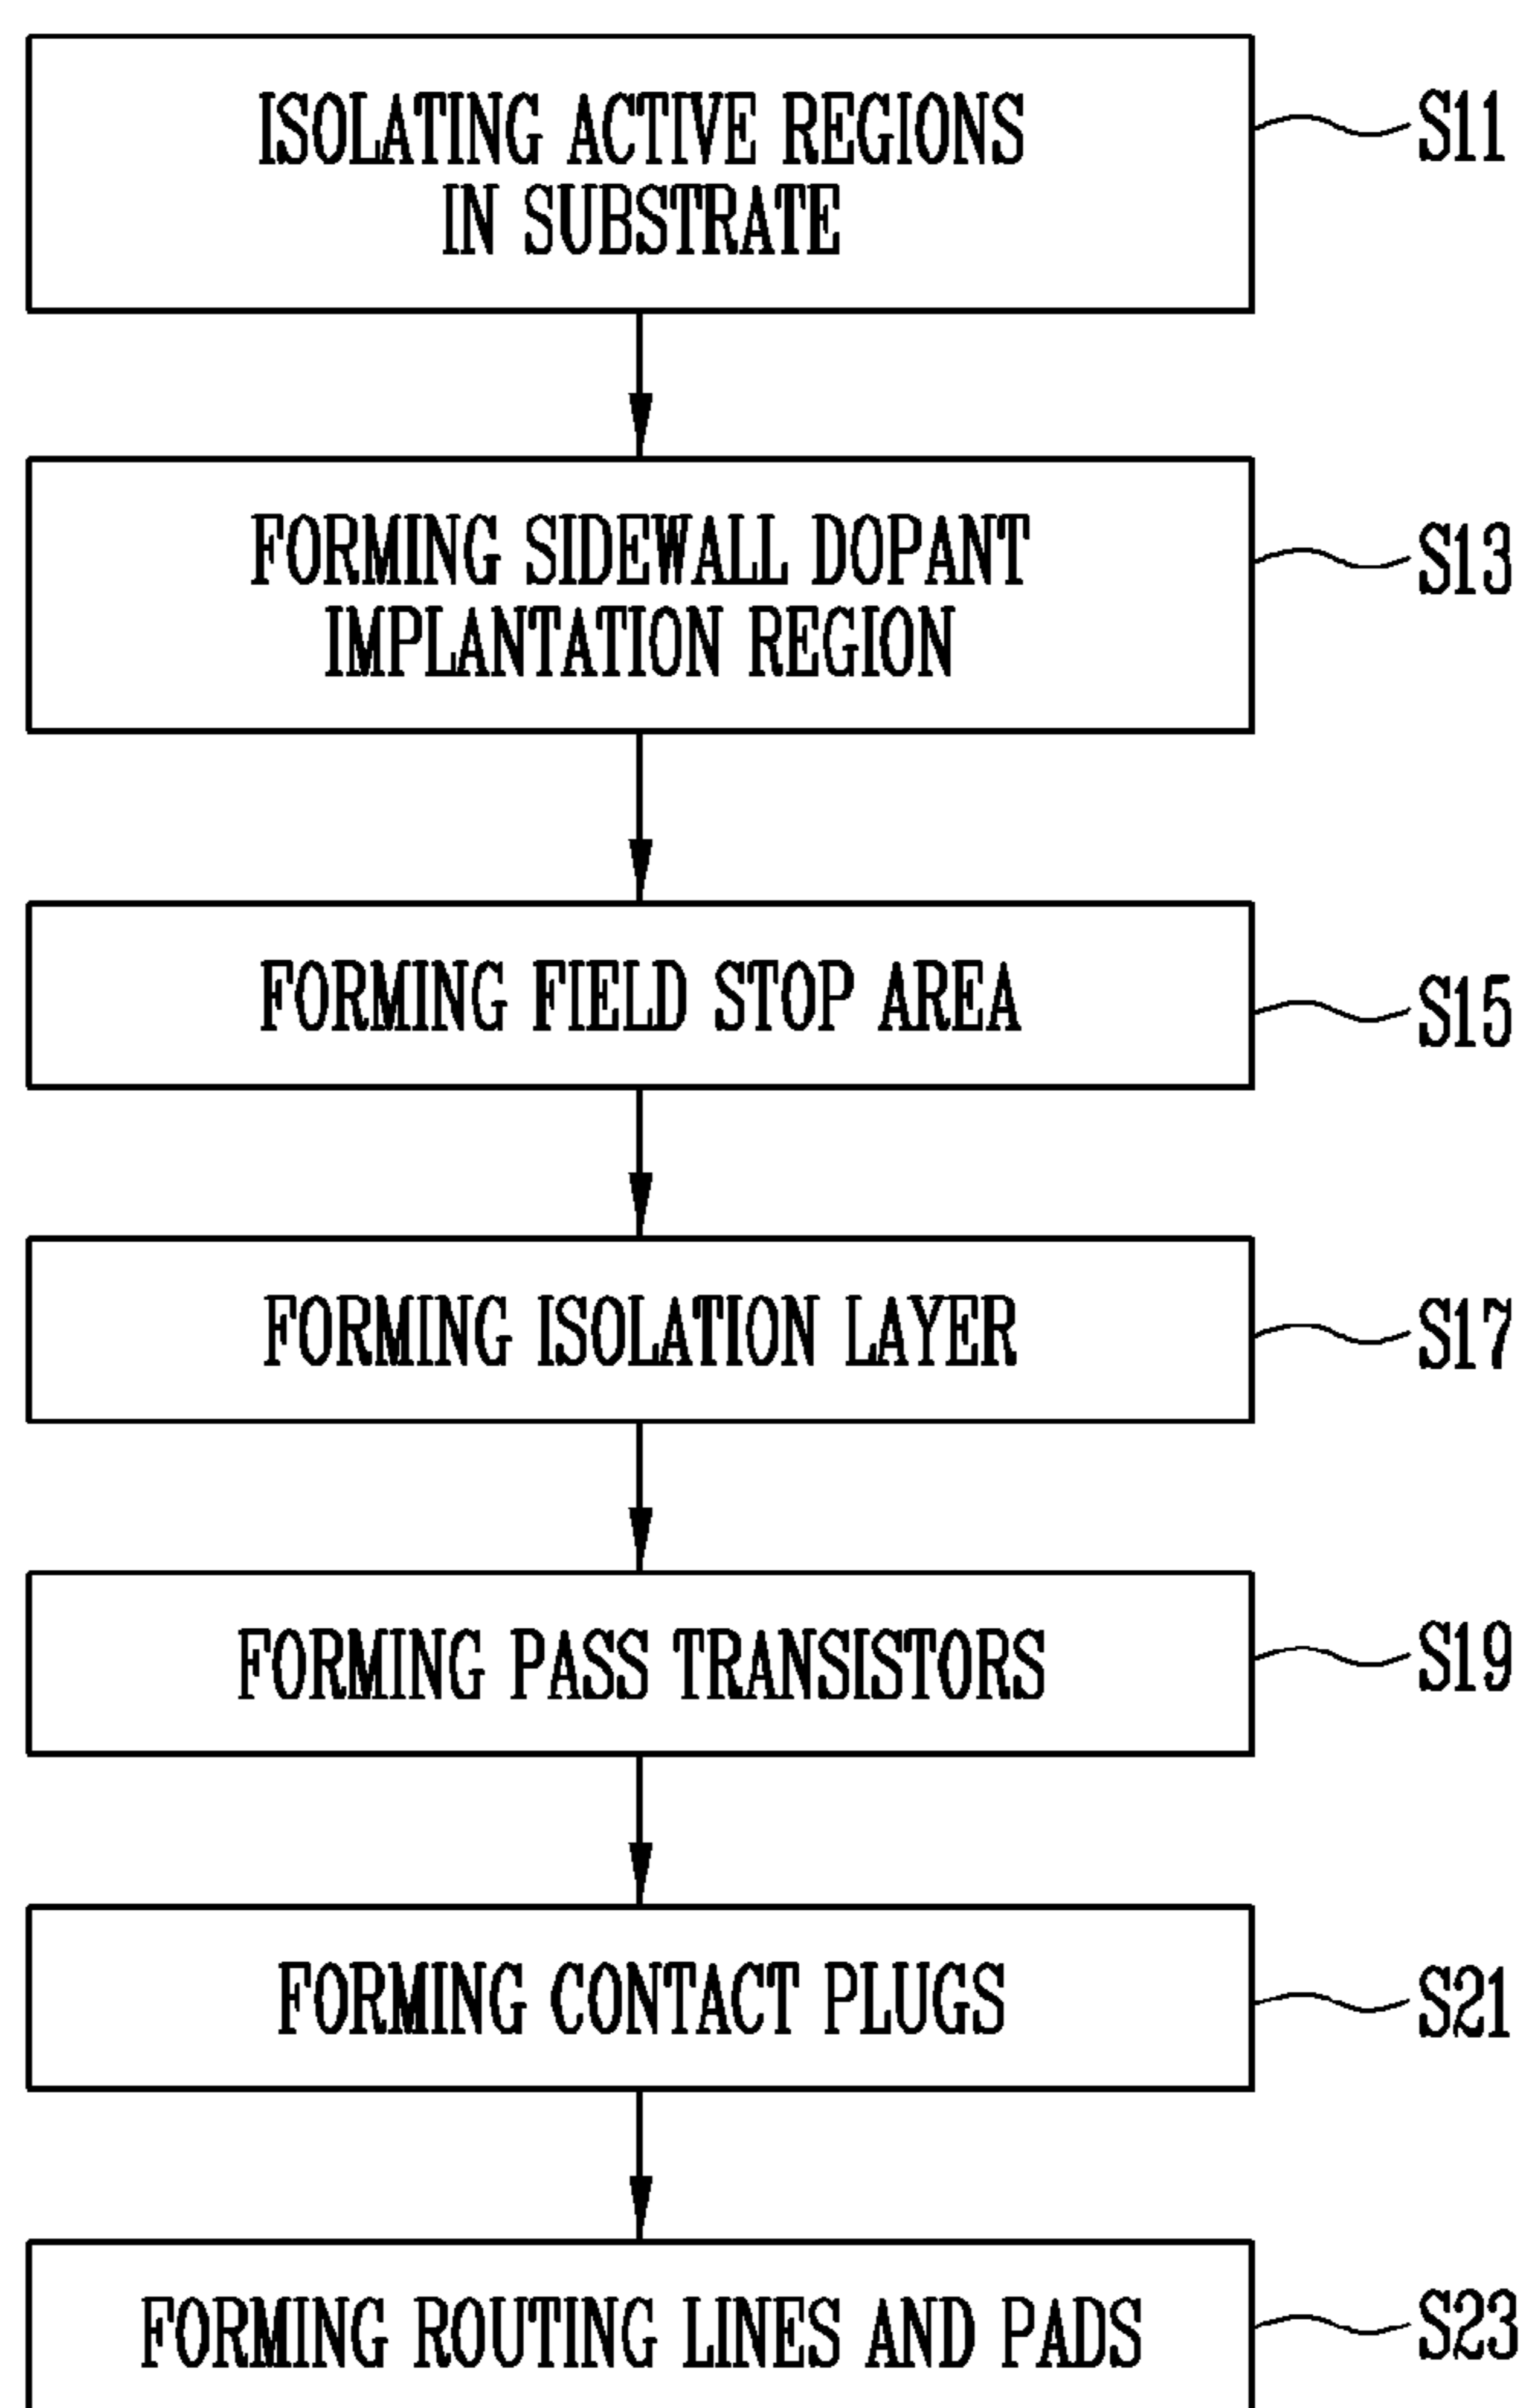 ISOLATING ACTIVE REGIONS
IN SUBSTRATE
S11
FORMING SIDEWALL DOPANT
IMPLANTATION REGION
S13
FORMING FIELD STOP AREA
S15
FORMING ISOLATION LAYER
S17
FORMING PASS TRANSISTORS
S19
FORMING CONTACT PLUGS
S21
FORMING ROUTING LINES AND PADS
S23